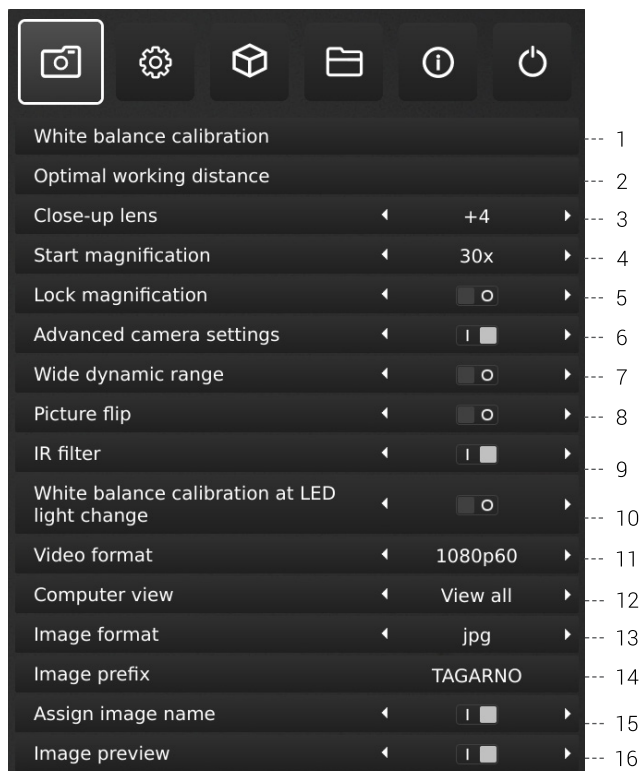 White balance calibration 1
Optimal working distance 2
Close-up lens +4 3
Start magnification 30x 4
Lock magnification O 5
Advanced camera settings I 6
Wide dynamic range O 7
Picture flip O 8
IR filter I 9
White balance calibration at LED
light change O 10
Video format 1080p60 11
Computer view View all 12
Image format jpg 13
Image prefix TAGARNO 14
Assign image name I 15
Image preview I 16